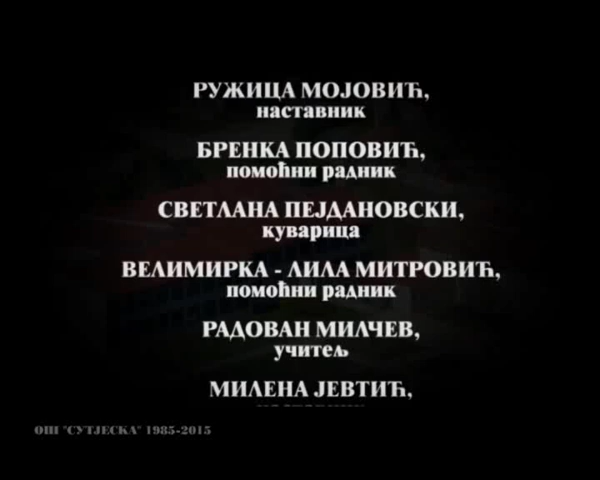 РУЖИЦА МОЈОВИЋ,
наставник
БРЕНКА ПОПОВИЋ,
помоћни радник
СВЕТЛАНА ПЕЈДАНОВСКИ,
куварица
ВЕЛИМИРКА - ЛИЛА МИТРОВИЋ,
помоћни радник
РАДОВАН МИЛЧЕВ,
учитељ
МИЛЕНА ЈЕВТИЋ,
ОШ "СУТЈЕСКА" 1985-2015